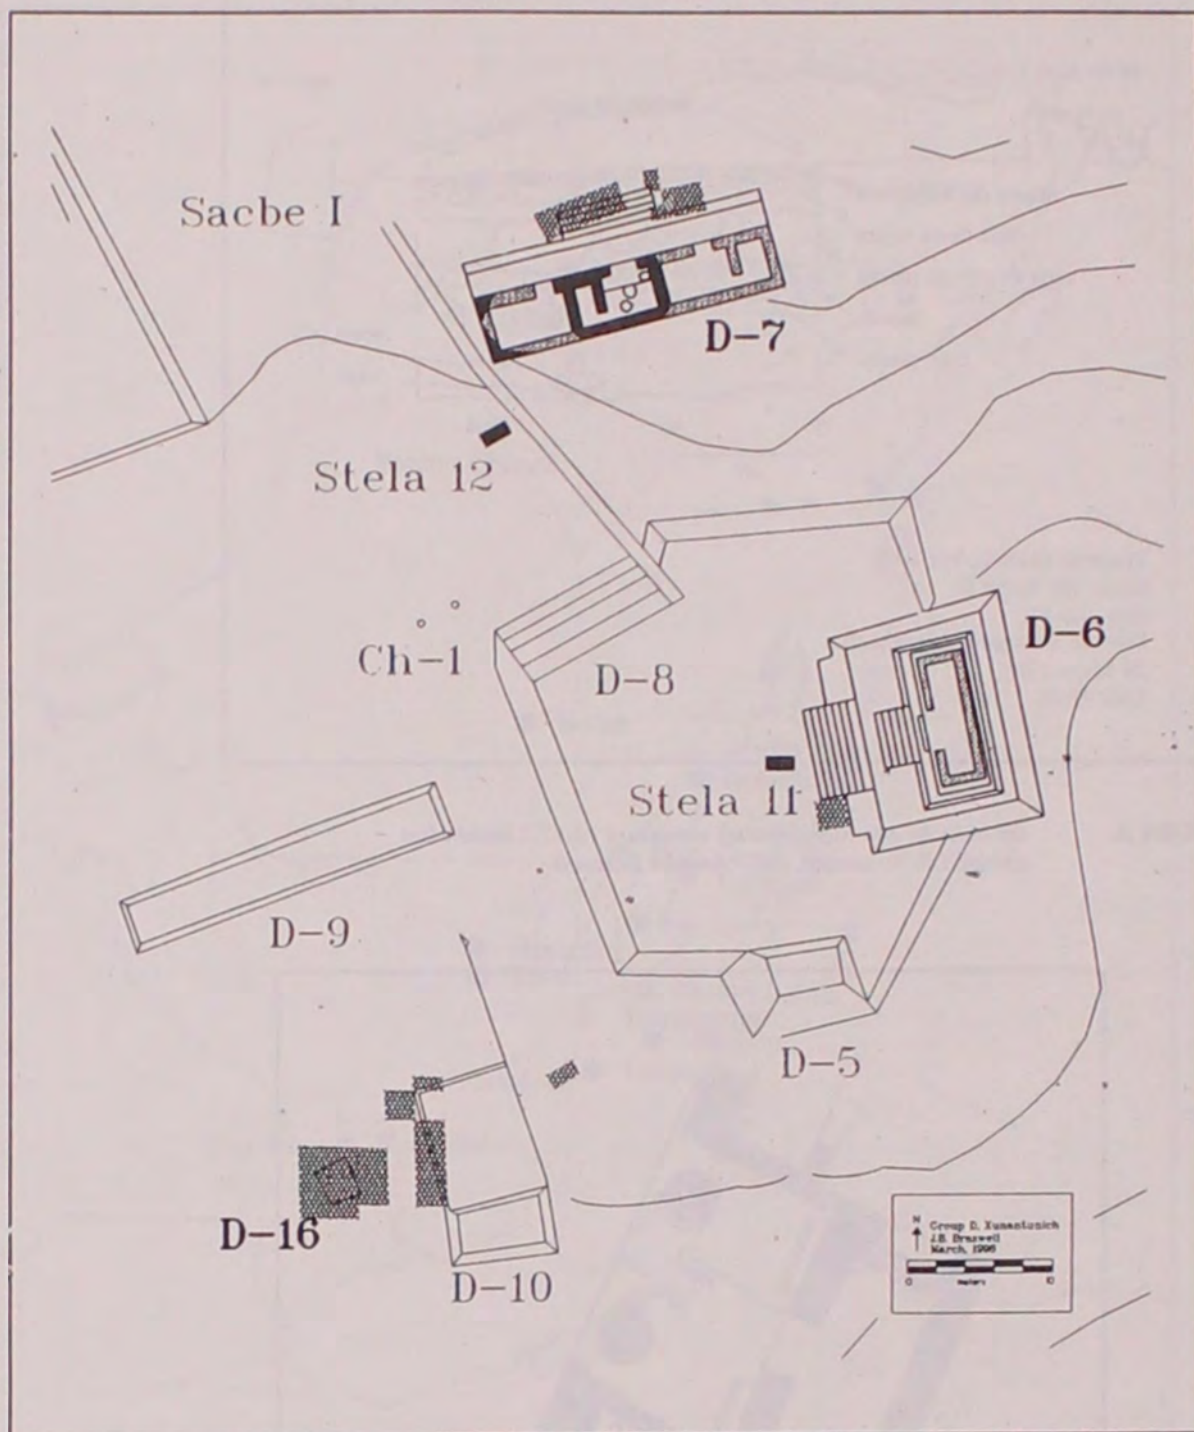 Sacbe I
D-7
Stela 12
D-6
Ch-1
D-8
Stela 11
D-9
D-5
D-16
D-10
N
Group D, Xunantunich
J.B. Braswell
March, 1996
0 meters 10